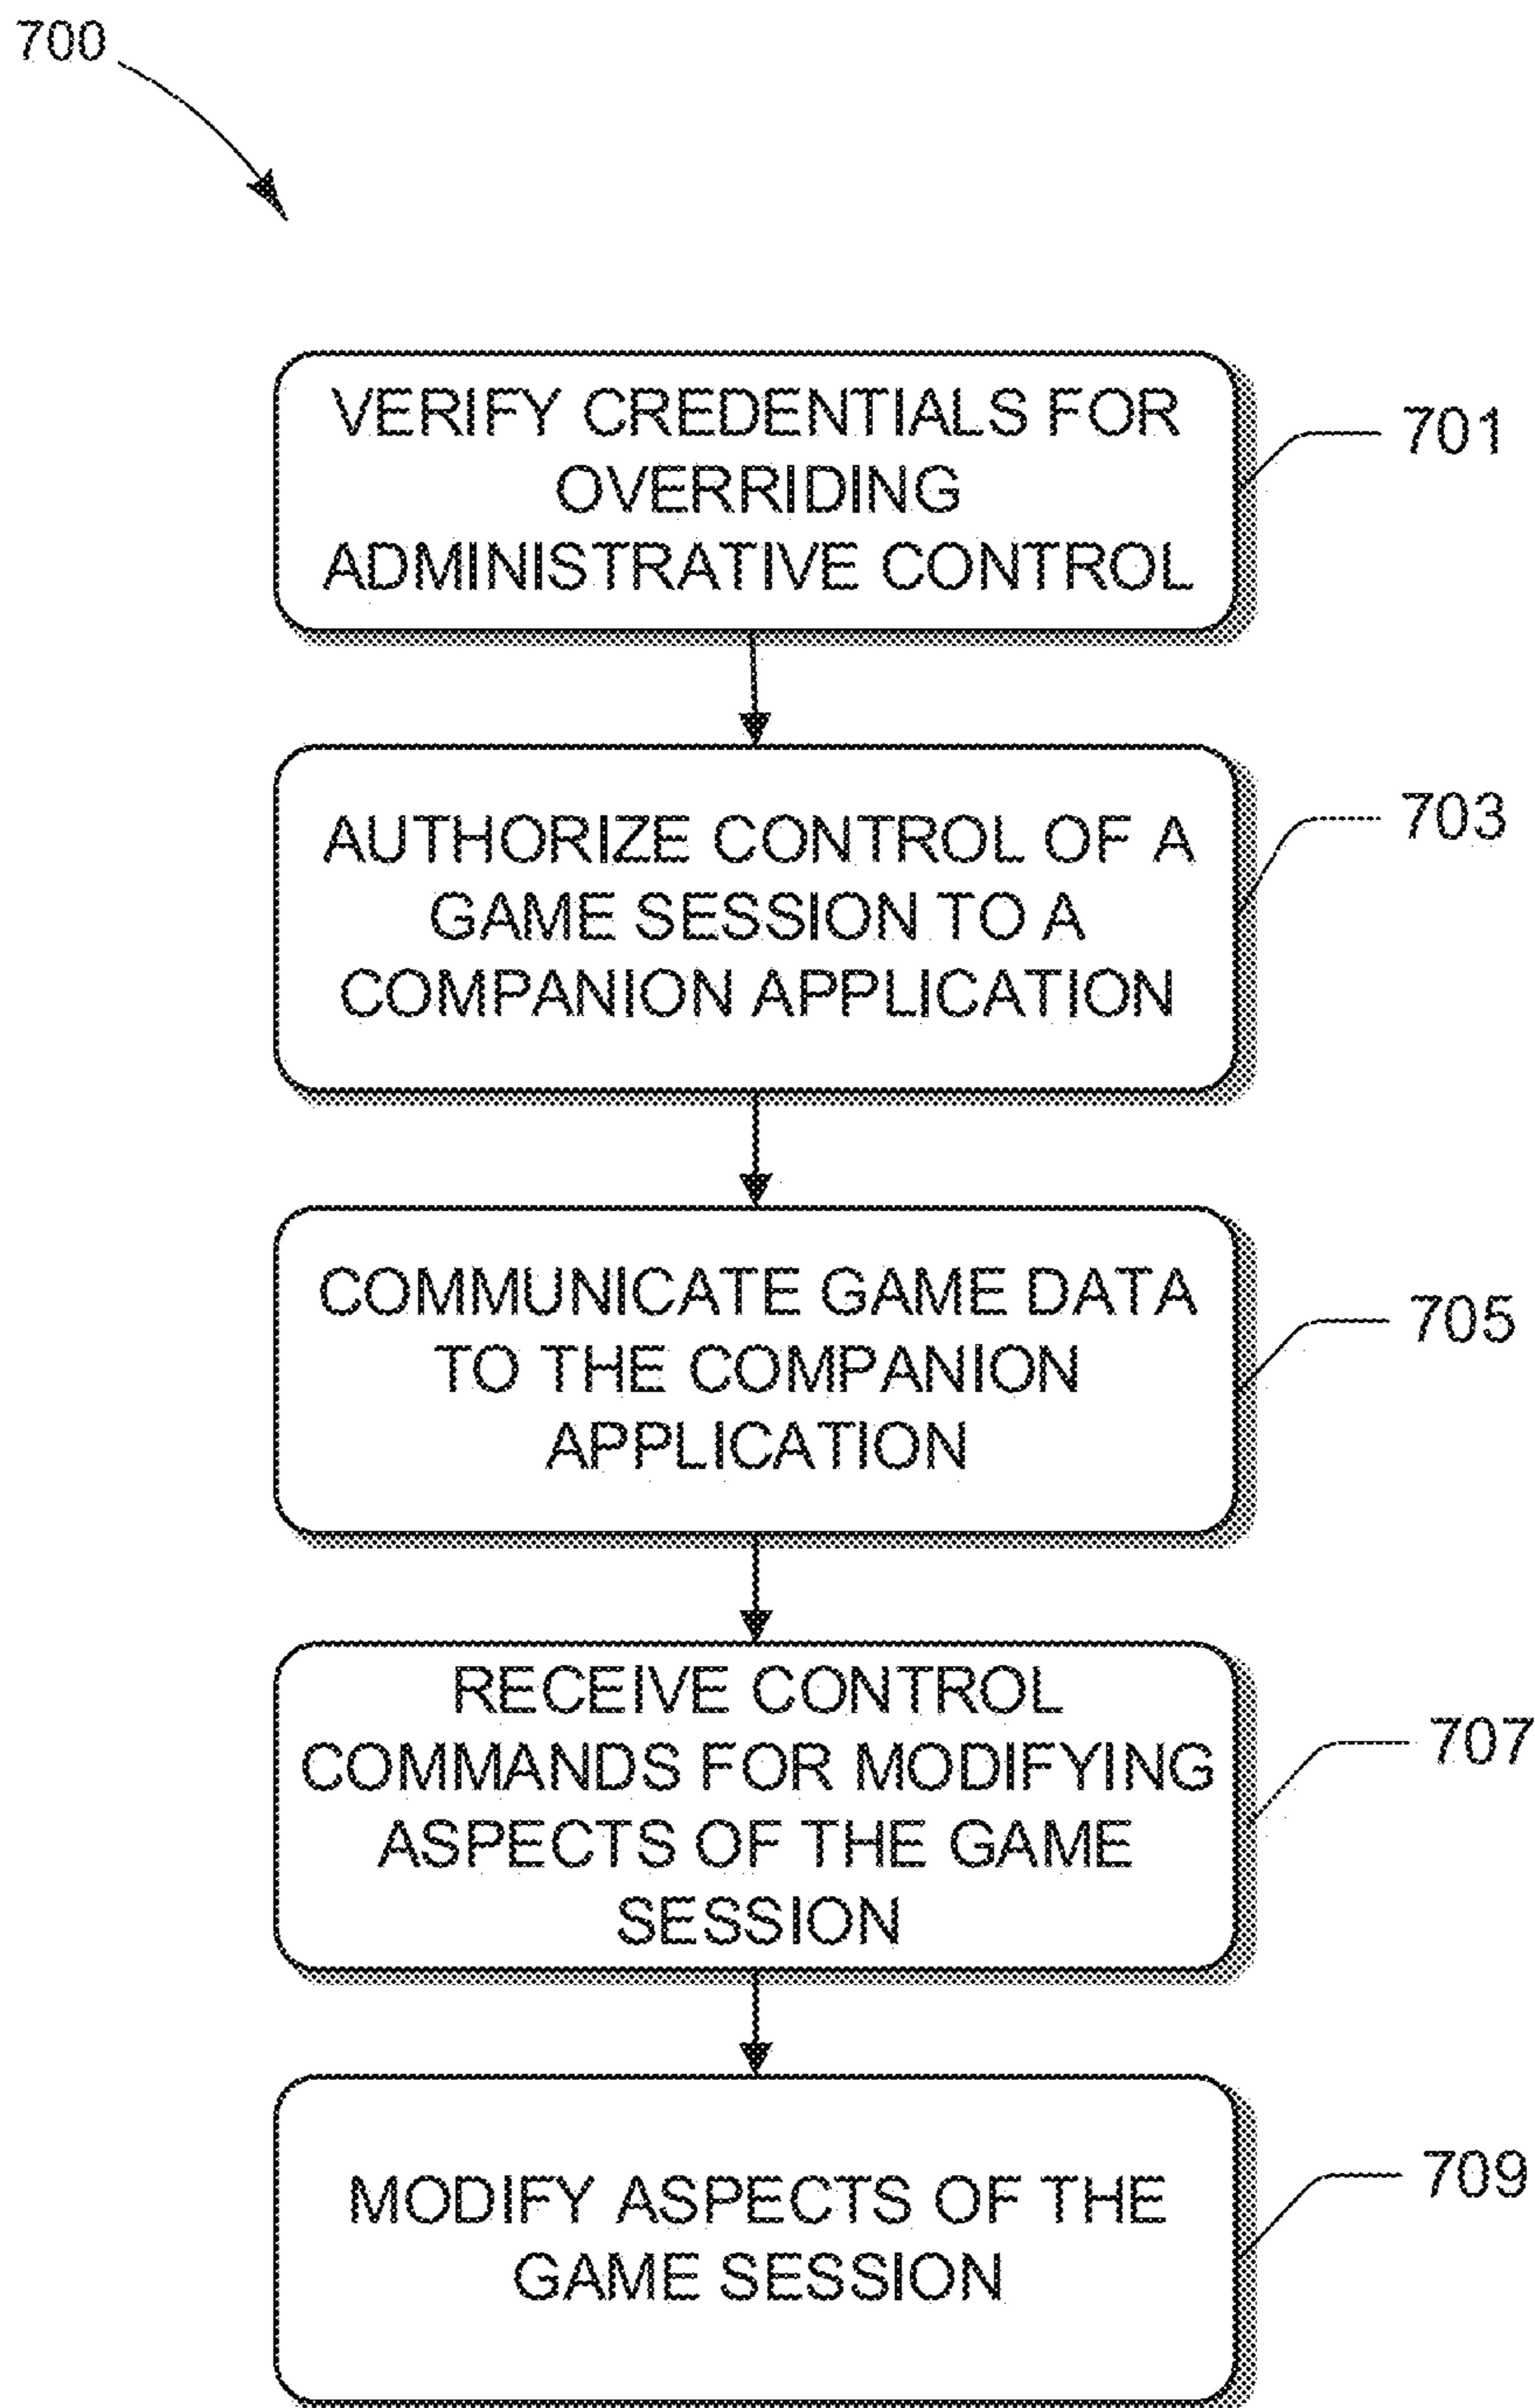 700
VERIFY CREDENTIALS FOR
OVERRIDING
ADMINISTRATIVE CONTROL
701
AUTHORIZE CONTROL OF A
GAME SESSION TO A
COMPANION APPLICATION
703
COMMUNICATE GAME DATA
TO THE COMPANION
APPLICATION
705
RECEIVE CONTROL
COMMANDS FOR MODIFYING
ASPECTS OF THE GAME
SESSION
707
MODIFY ASPECTS OF THE
GAME SESSION
709